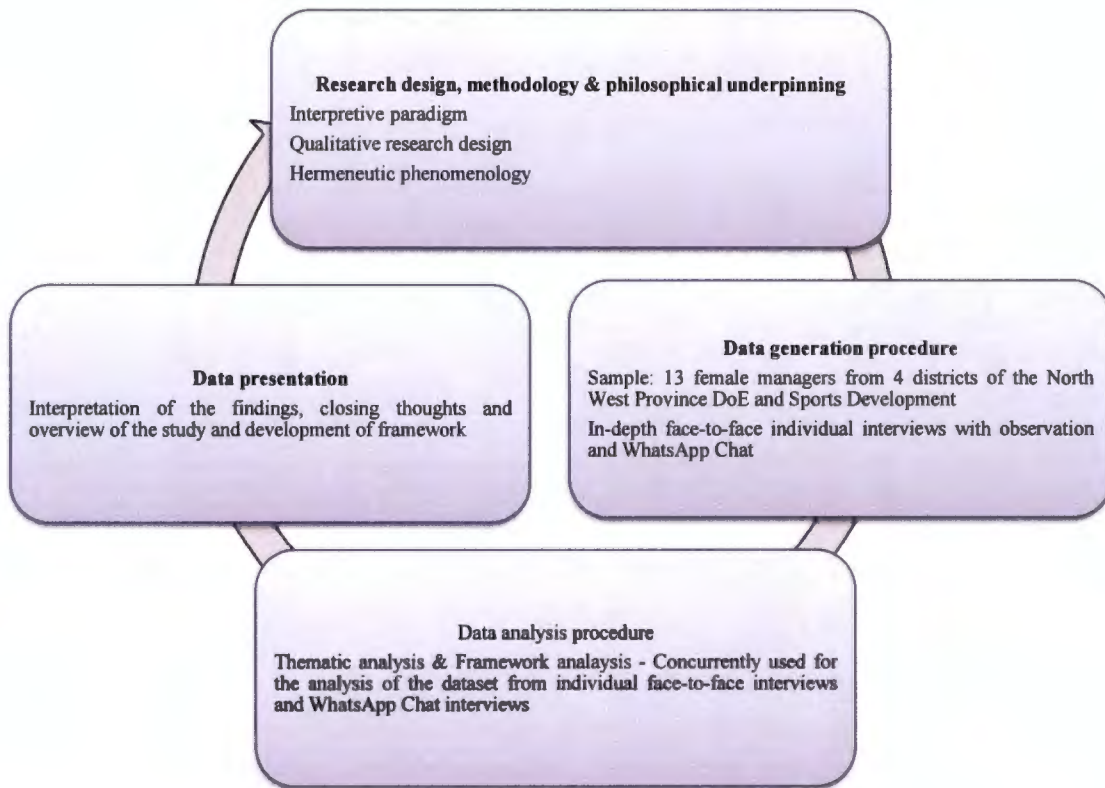 Research design, methodology & philosophical underpinning
Interpretive paradigm
Qualitative research design
Hermeneutic phenomenology
Data generation procedure
Sample: 13 female managers from 4 districts of the North
West Province DoE and Sports Development
In-depth face-to-face individual interviews with observation
and WhatsApp Chat
Data analysis procedure
Thematic analysis & Framework analaysis - Concurrently used for
the analysis of the dataset from individual face-to-face interviews
and WhatsApp Chat interviews
Data presentation
Interpretation of the findings, closing thoughts and
overview of the study and development of framework